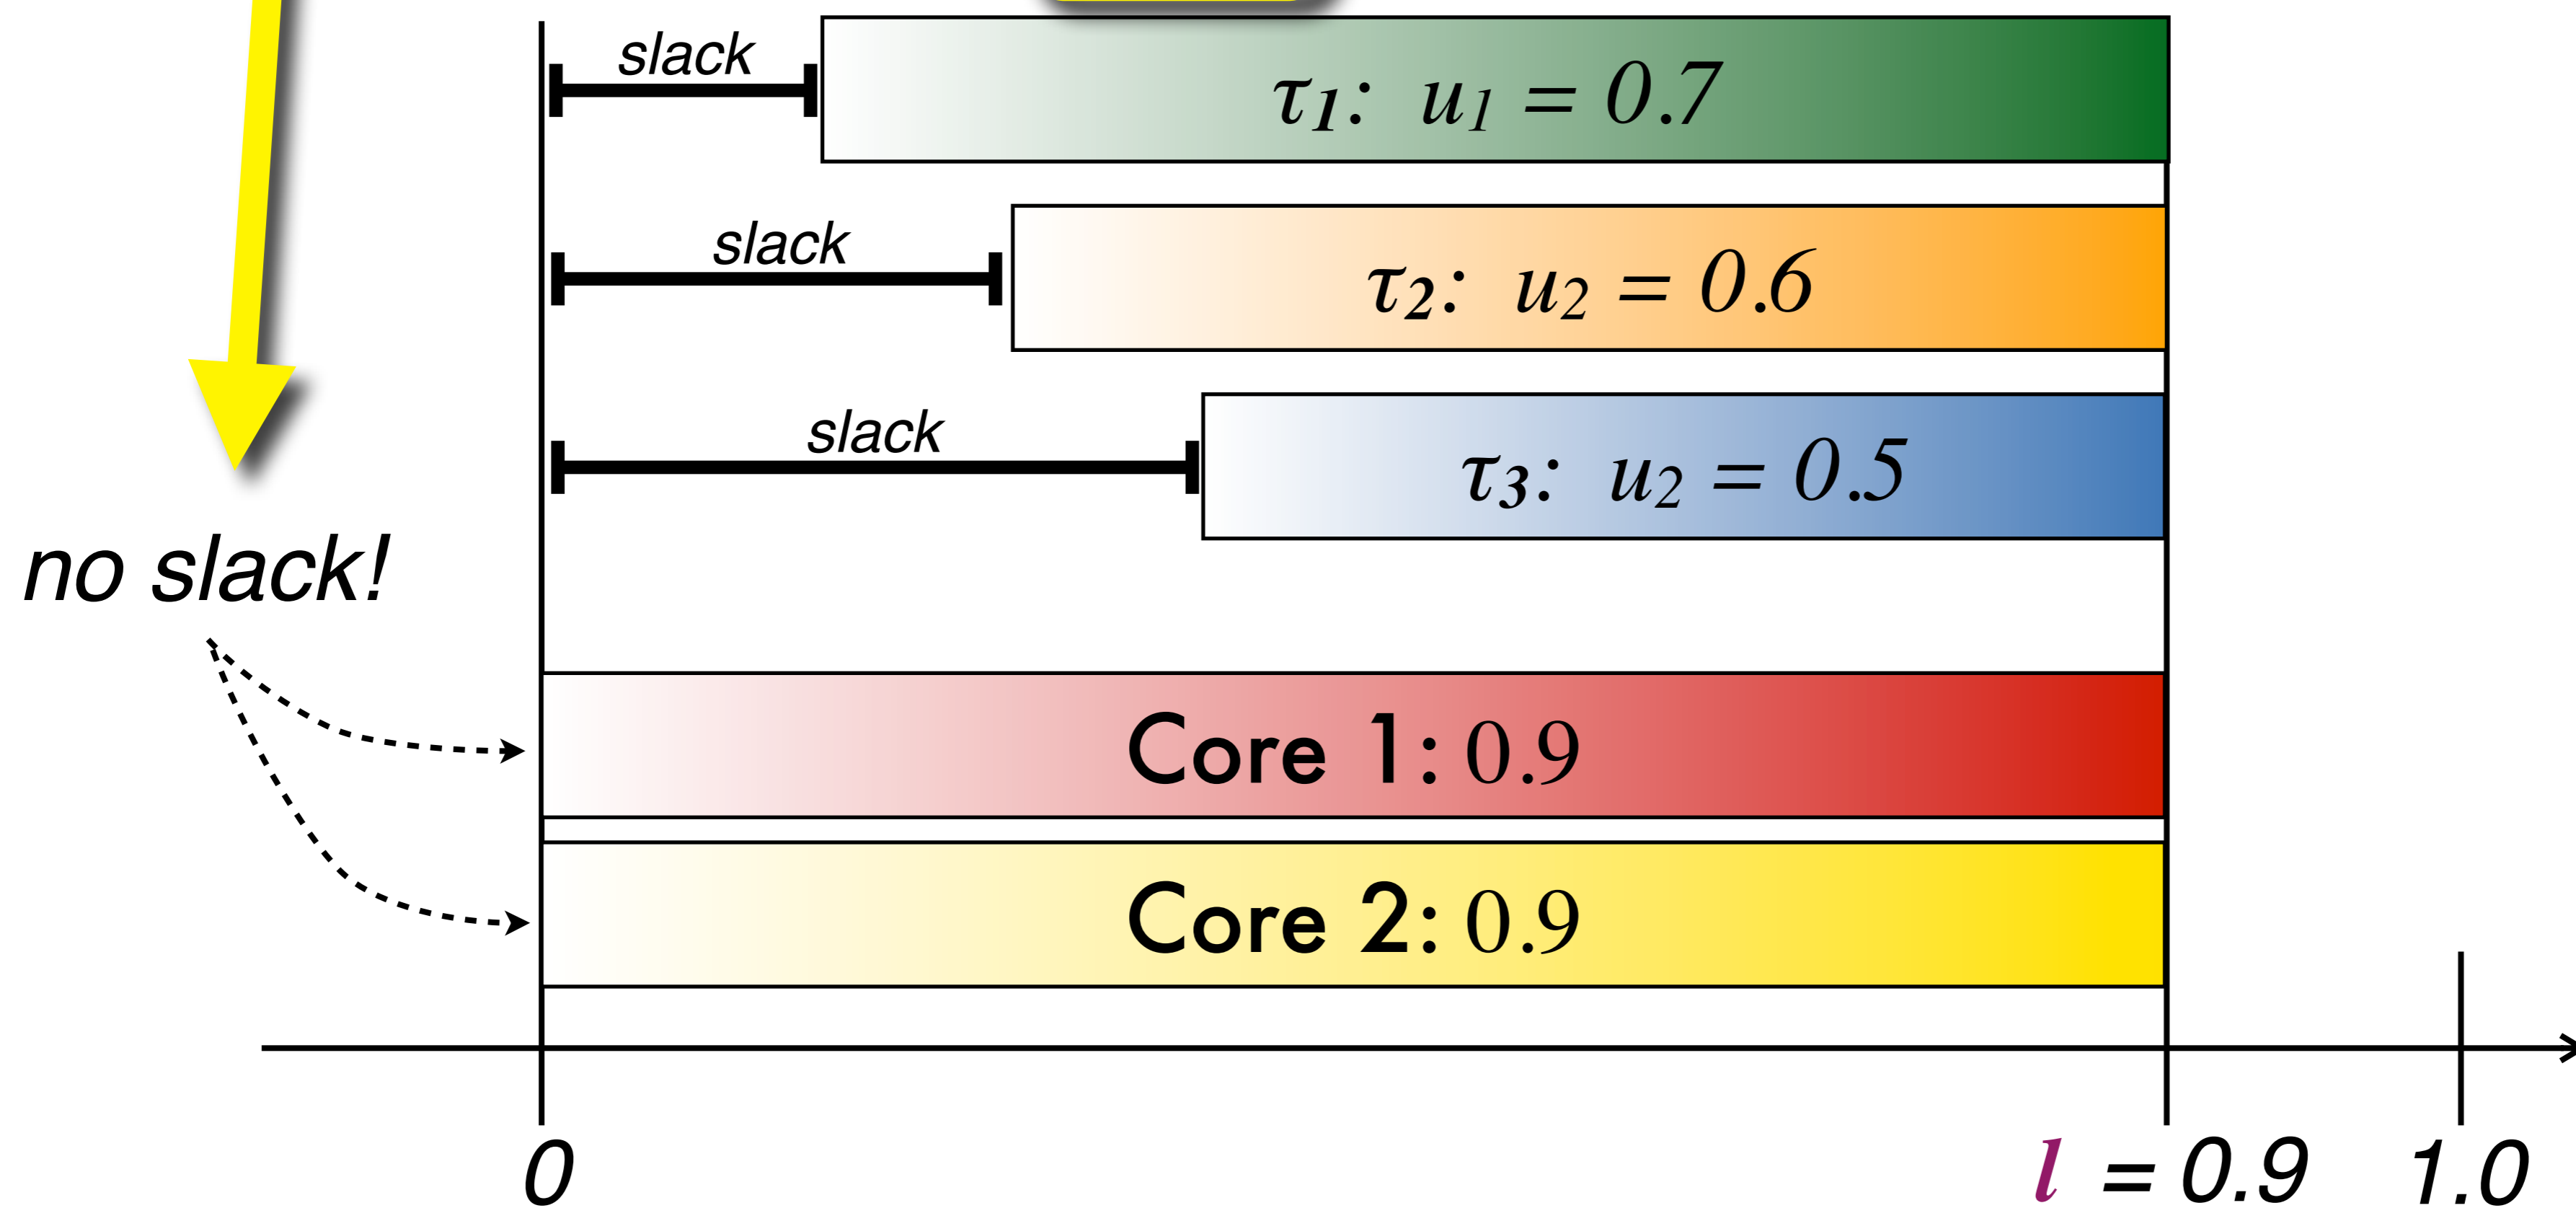 slack
τ1: u1 = 0.7
slack
τ2: u2 = 0.6
slack
τ3: u2 = 0.5
no slack!
Core 1: 0.9
Core 2: 0.9
0
l = 0.9
1.0